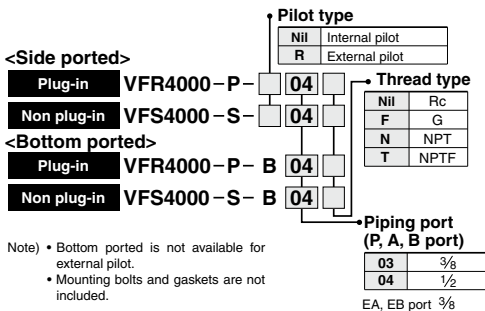 Pilot type
Nil Internal pilot
R External pilot
<Side ported>
Plug-in VFR4000-P- 04
Non plug-in VFS4000-S- 04
<Bottom ported>
Plug-in VFR4000-P- B 04
Non plug-in VFS4000-S- B 04
Thread type
Nil Rc
F G
N NPT
T NPTF
Piping port
(P, A, B port)
03 3/8
04 1/2
EA, EB port 3/8
Note) • Bottom ported is not available for
external pilot.
• Mounting bolts and gaskets are not
included.